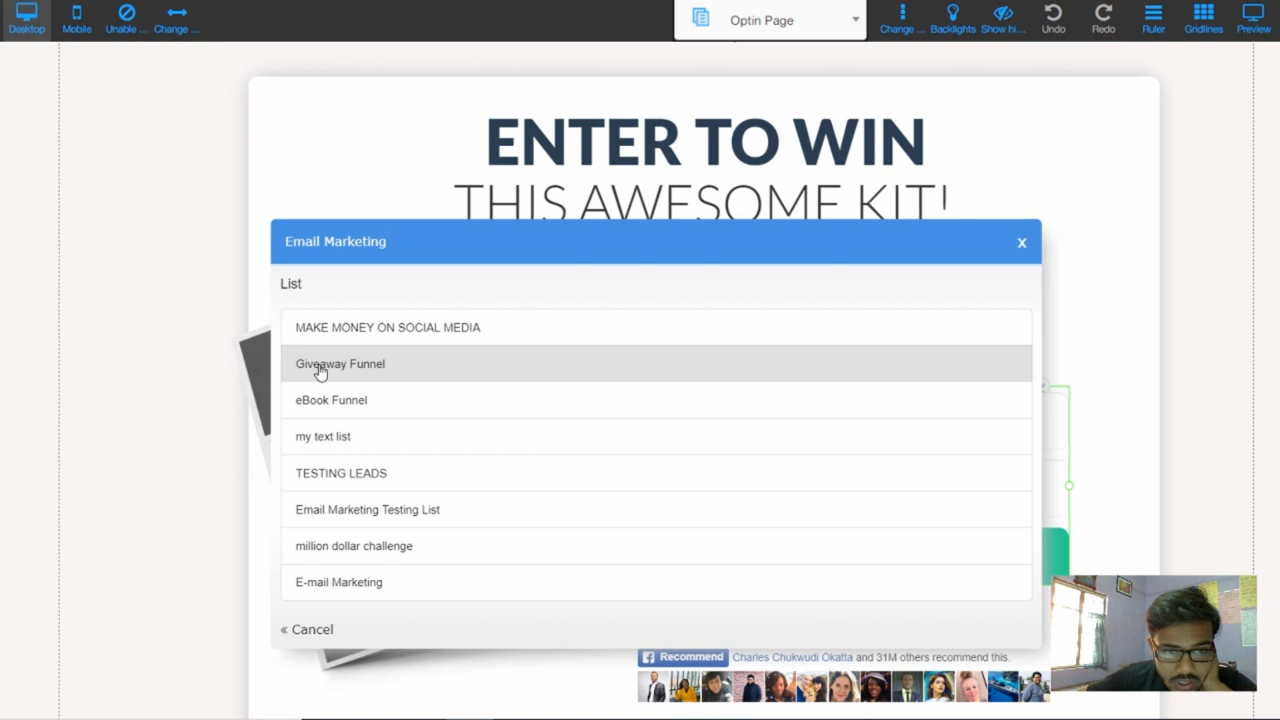 Desktop
Mobile
Unable ...
Change ...
Optin Page
Change ...
Backlights
Show hi...
Undo
Redo
Ruler
Gridlines
Preview
ENTER TO WIN
THIS AWESOME KIT!
Email Marketing
X
List
MAKE MONEY ON SOCIAL MEDIA
Giveaway Funnel
eBook Funnel
my text list
TESTING LEADS
Email Marketing Testing List
million dollar challenge
E-mail Marketing
« Cancel
Recommend Charles Chukwudi Okatta and 31M others recommend this.